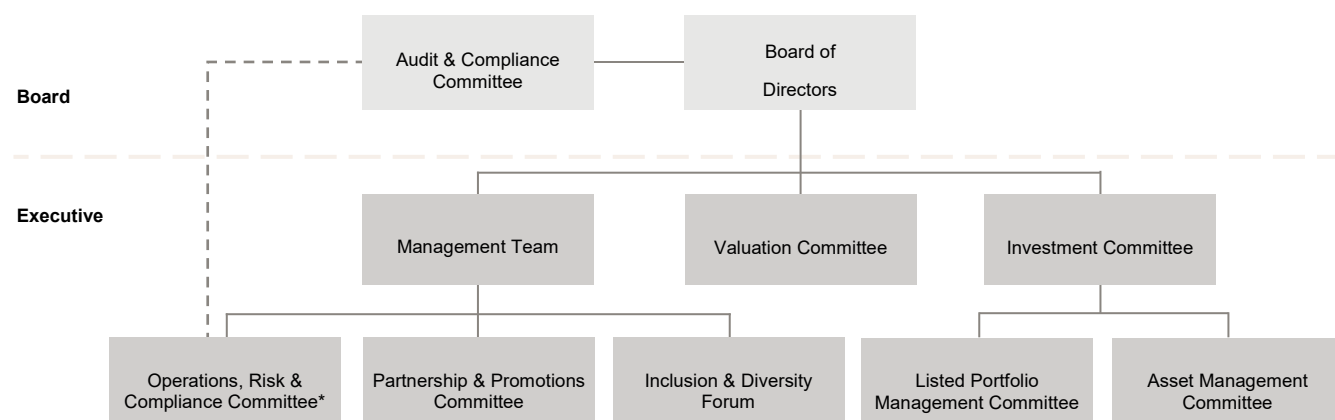 Audit & Compliance
Committee
Board of
Directors
Board
Executive
Management Team
Valuation Committee
Investment Committee
Operations, Risk &
Compliance Committee*
Partnership & Promotions
Committee
Inclusion & Diversity
Forum
Listed Portfolio
Management Committee
Asset Management
Committee